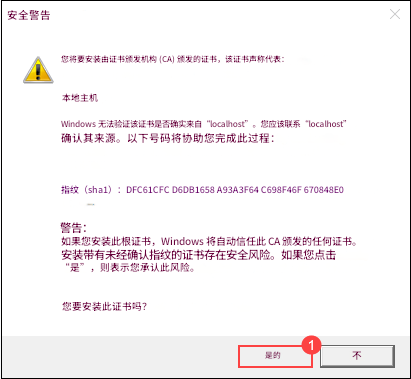 安全警告
您将要安装由证书颁发机构 (CA) 颁发的证书，该证书声称代表：
本地主机
Windows 无法验证该证书是否确实来自“localhost”。您应该联系“localhost”
确认其来源。以下号码将协助您完成此过程：
指纹（sha1）：DFC61CFC D6DB1658 A93A3F64 C698F46F 670848E0
警告：
如果您安装此根证书，Windows 将自动信任此 CA 颁发的任何证书。
安装带有未经确认指纹的证书存在安全风险。如果您点击
“是”，则表示您承认此风险。
您要安装此证书吗？
1
是的
不